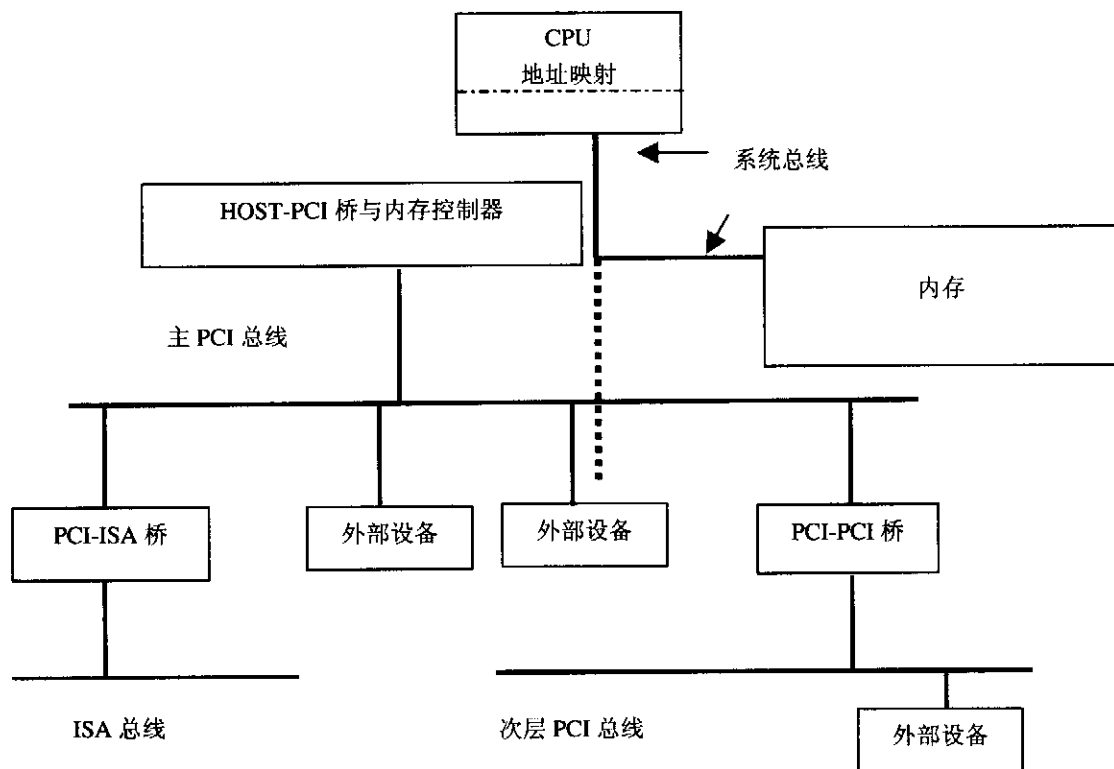 CPU
地址映射
系统总线
HOST-PCI 桥与内存控制器
内存
主 PCI 总线
PCI-ISA 桥
外部设备
外部设备
PCI-PCI 桥
ISA 总线
次层 PCI 总线
外部设备